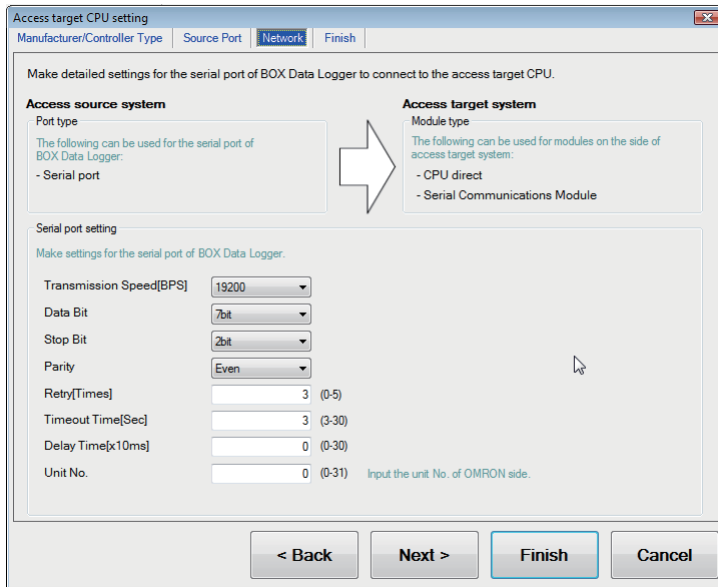 Access target CPU setting
Manufacturer/Controller Type
Source Port
Network
Finish
Make detailed settings for the serial port of BOX Data Logger to connect to the access target CPU.
Access source system
Port type
The following can be used for the serial port of
BOX Data Logger:
- Serial port
Access target system
Module type
The following can be used for modules on the side of
access target system:
- CPU direct
- Serial Communications Module
Serial port setting
Make settings for the serial port of BOX Data Logger.
Transmission Speed[BPS] 19200
Data Bit 7bit
Stop Bit 2bit
Parity Even
Retry[Times] 3 (0-5)
Timeout Time[Sec] 3 (3-30)
Delay Time[x10ms] 0 (0-30)
Unit No. 0 (0-31) Input the unit No. of OMRON side.
< Back
Next >
Finish
Cancel